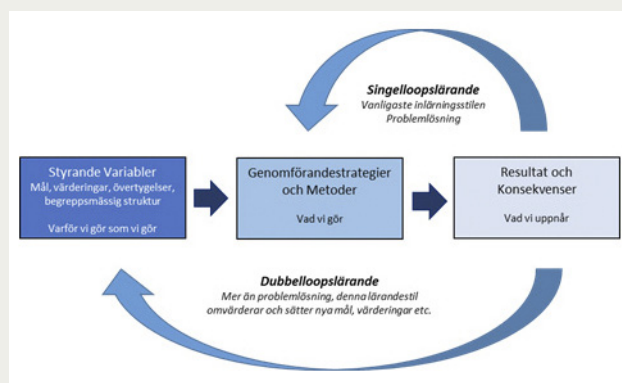 Singelloopslärande
Vanligaste inlärningsstilen
Problemlösning
Styrande Variabler
Mål, värderingar, övertygelser,
begreppsmässig struktur
Varför vi gör som vi gör
Genomförandestrategier
och Metoder
Vad vi gör
Resultat och
Konsekvenser
Vad vi uppnår
Dubbelloopslärande
Mer än problemlösning, denna lärandestil
omvärderar och sätter nya mål, värderingar etc.